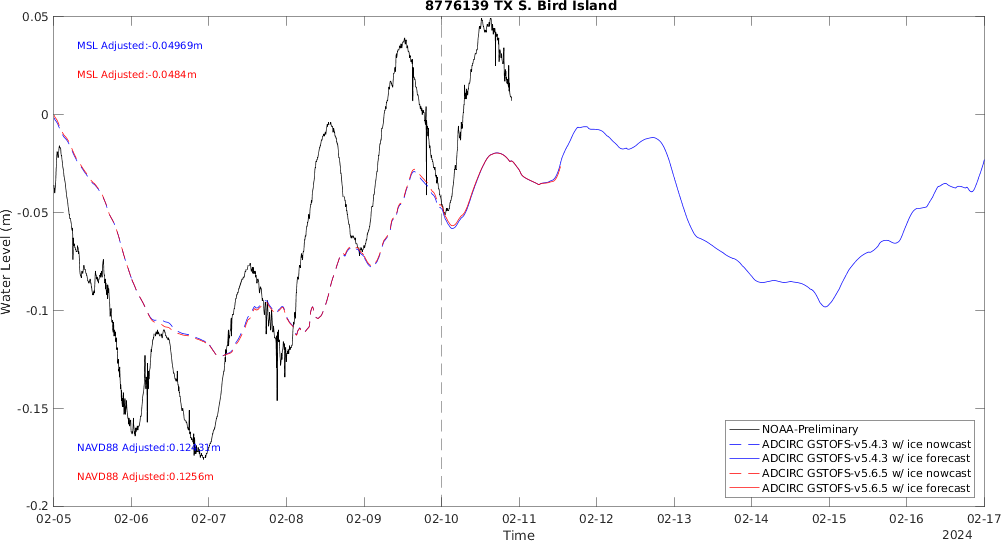 8776139 TX S. Bird Island
0.05
MSL Adjusted:-0.04969m
MSL Adjusted:-0.0484m
0
-0.05
Water Level (m)
-0.1
-0.15
NAVD88 Adjusted:0.12431m
NAVD88 Adjusted:0.1256m
-0.2
NOAA-Preliminary
ADCIRC GSTOFS-v5.4.3 w/ ice nowcast
ADCIRC GSTOFS-v5.4.3 w/ ice forecast
ADCIRC GSTOFS-v5.6.5 w/ ice nowcast
ADCIRC GSTOFS-v5.6.5 w/ ice forecast
02-05 02-06 02-07 02-08 02-09 02-10 02-11 02-12 02-13 02-14 02-15 02-16 02-17
Time
2024